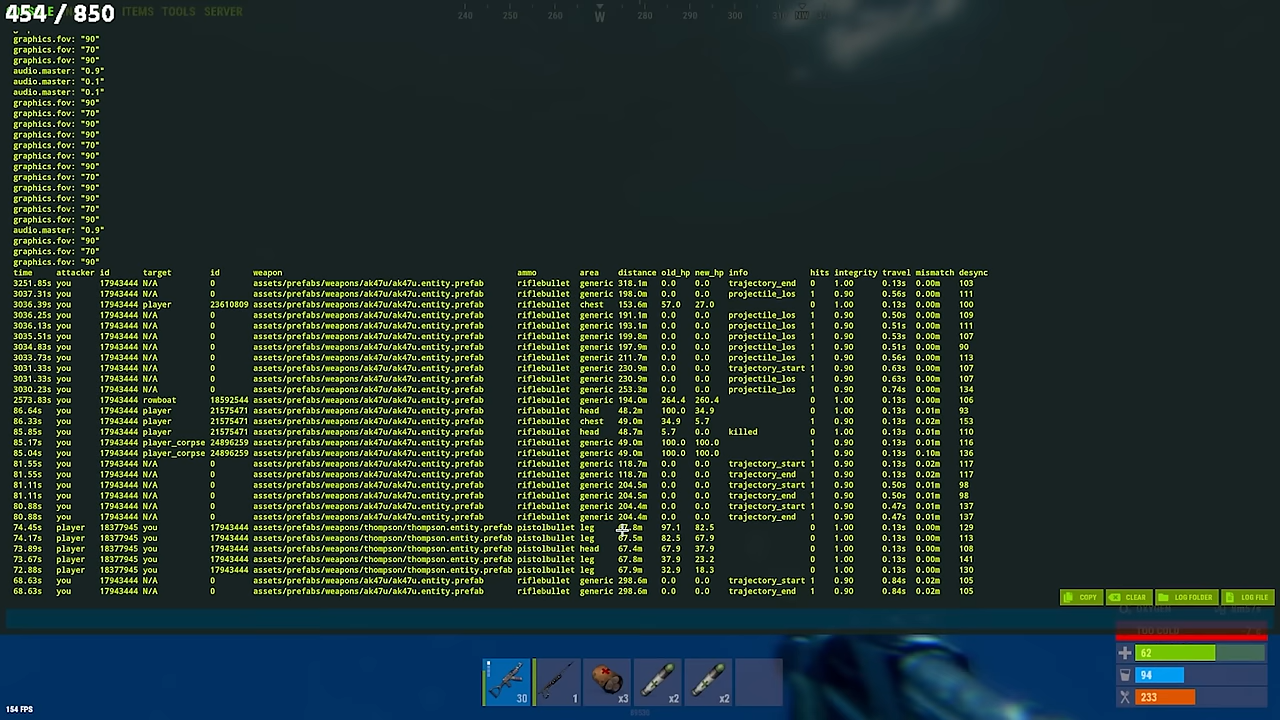 454 / 850
ITEMS TOOLS SERVER
240 250 260 W 280 290 300
graphics.fov: "90"
graphics.fov: "70"
graphics.fov: "90"
audio.master: "0.9"
audio.master: "0.1"
audio.master: "0.1"
graphics.fov: "90"
graphics.fov: "70"
graphics.fov: "90"
graphics.fov: "70"
graphics.fov: "90"
graphics.fov: "90"
graphics.fov: "90"
graphics.fov: "70"
graphics.fov: "90"
graphics.fov: "90"
graphics.fov: "70"
graphics.fov: "90"
audio.master: "0.9"
graphics.fov: "90"
graphics.fov: "70"
graphics.fov: "90"
time attacker id target id weapon ammo area distance old_hp new_hp info hits integrity travel mismatch desync
3251.85s you 17943444 N/A 0 assets/prefabs/weapons/ak47u/ak47u.entity.prefab riflebullet generic 318.1m 0.0 0.0 trajectory_end 0 1.00 0.13s 0.00m 103
3037.31s you 17943444 N/A 0 assets/prefabs/weapons/ak47u/ak47u.entity.prefab riflebullet generic 198.0m 0.0 0.0 projectile_los 1 0.90 0.56s 0.00m 111
3036.39s you 17943444 player 23610809 assets/prefabs/weapons/ak47u/ak47u.entity.prefab riflebullet chest 153.6m 57.0 27.0 0 1.00 0.13s 0.00m 100
3036.25s you 17943444 N/A 0 assets/prefabs/weapons/ak47u/ak47u.entity.prefab riflebullet generic 191.1m 0.0 0.0 projectile_los 1 0.90 0.50s 0.00m 109
3036.13s you 17943444 N/A 0 assets/prefabs/weapons/ak47u/ak47u.entity.prefab riflebullet generic 193.1m 0.0 0.0 projectile_los 1 0.90 0.51s 0.00m 111
3035.51s you 17943444 N/A 0 assets/prefabs/weapons/ak47u/ak47u.entity.prefab riflebullet generic 199.8m 0.0 0.0 projectile_los 1 0.90 0.53s 0.00m 107
3034.83s you 17943444 N/A 0 assets/prefabs/weapons/ak47u/ak47u.entity.prefab riflebullet generic 197.9m 0.0 0.0 projectile_los 1 0.90 0.51s 0.00m 90
3033.73s you 17943444 N/A 0 assets/prefabs/weapons/ak47u/ak47u.entity.prefab riflebullet generic 211.7m 0.0 0.0 projectile_los 1 0.90 0.56s 0.00m 113
3031.33s you 17943444 N/A 0 assets/prefabs/weapons/ak47u/ak47u.entity.prefab riflebullet generic 230.9m 0.0 0.0 trajectory_start 1 0.90 0.63s 0.00m 107
3031.33s you 17943444 N/A 0 assets/prefabs/weapons/ak47u/ak47u.entity.prefab riflebullet generic 230.9m 0.0 0.0 projectile_los 1 0.90 0.63s 0.00m 107
3030.23s you 17943444 N/A 0 assets/prefabs/weapons/ak47u/ak47u.entity.prefab riflebullet generic 253.3m 0.0 0.0 projectile_los 1 0.90 0.74s 0.00m 134
2573.83s you 17943444 rowboat 18592544 assets/prefabs/weapons/ak47u/ak47u.entity.prefab riflebullet generic 194.0m 264.4 260.4 0 1.00 0.13s 0.00m 106
86.64s you 17943444 player 21575471 assets/prefabs/weapons/ak47u/ak47u.entity.prefab riflebullet head 48.2m 100.0 34.9 0 1.00 0.13s 0.01m 93
86.33s you 17943444 player 21575471 assets/prefabs/weapons/ak47u/ak47u.entity.prefab riflebullet chest 49.0m 34.9 5.7 0 1.00 0.13s 0.02m 153
85.85s you 17943444 player 21575471 assets/prefabs/weapons/ak47u/ak47u.entity.prefab riflebullet head 48.7m 5.7 0.0 killed 0 1.00 0.13s 0.01m 110
85.17s you 17943444 player_corpse 24896259 assets/prefabs/weapons/ak47u/ak47u.entity.prefab riflebullet generic 49.0m 100.0 100.0 1 0.90 0.13s 0.01m 116
85.04s you 17943444 player_corpse 24896259 assets/prefabs/weapons/ak47u/ak47u.entity.prefab riflebullet generic 49.0m 100.0 100.0 1 0.90 0.13s 0.10m 136
81.55s you 17943444 N/A 0 assets/prefabs/weapons/ak47u/ak47u.entity.prefab riflebullet generic 118.7m 0.0 0.0 trajectory_start 1 0.90 0.13s 0.02m 117
81.55s you 17943444 N/A 0 assets/prefabs/weapons/ak47u/ak47u.entity.prefab riflebullet generic 118.7m 0.0 0.0 trajectory_end 1 0.90 0.13s 0.02m 117
81.11s you 17943444 N/A 0 assets/prefabs/weapons/ak47u/ak47u.entity.prefab riflebullet generic 204.5m 0.0 0.0 trajectory_start 1 0.90 0.50s 0.01m 98
81.11s you 17943444 N/A 0 assets/prefabs/weapons/ak47u/ak47u.entity.prefab riflebullet generic 204.5m 0.0 0.0 trajectory_end 1 0.90 0.50s 0.01m 98
80.88s you 17943444 N/A 0 assets/prefabs/weapons/ak47u/ak47u.entity.prefab riflebullet generic 204.4m 0.0 0.0 trajectory_start 1 0.90 0.47s 0.01m 137
80.88s you 17943444 N/A 0 assets/prefabs/weapons/ak47u/ak47u.entity.prefab riflebullet generic 204.4m 0.0 0.0 trajectory_end 1 0.90 0.47s 0.01m 137
74.45s player 18377945 you 17943444 assets/prefabs/weapons/thompson/thompson.entity.prefab pistolbullet leg 97.1 82.5 0 1.00 0.13s 0.00m 129
74.17s player 18377945 you 17943444 assets/prefabs/weapons/thompson/thompson.entity.prefab pistolbullet leg 67.5m 82.5 67.9 0 1.00 0.13s 0.00m 113
73.89s player 18377945 you 17943444 assets/prefabs/weapons/thompson/thompson.entity.prefab pistolbullet head 67.4m 67.9 37.9 0 1.00 0.13s 0.00m 108
73.67s player 18377945 you 17943444 assets/prefabs/weapons/thompson/thompson.entity.prefab pistolbullet leg 67.8m 37.9 23.2 0 1.00 0.13s 0.00m 141
72.88s player 18377945 you 17943444 assets/prefabs/weapons/thompson/thompson.entity.prefab pistolbullet leg 67.9m 32.9 18.3 0 1.00 0.13s 0.00m 130
68.63s you 17943444 N/A 0 assets/prefabs/weapons/ak47u/ak47u.entity.prefab riflebullet generic 298.6m 0.0 0.0 trajectory_start 1 0.90 0.84s 0.02m 105
68.63s you 17943444 N/A 0 assets/prefabs/weapons/ak47u/ak47u.entity.prefab riflebullet generic 298.6m 0.0 0.0 trajectory_end 1 0.90 0.84s 0.02m 105
COPY CLEAR LOG FOLDER LOG FILE
TOO COLD
62
94
233
30 1 x3 x2 x2
154 FPS